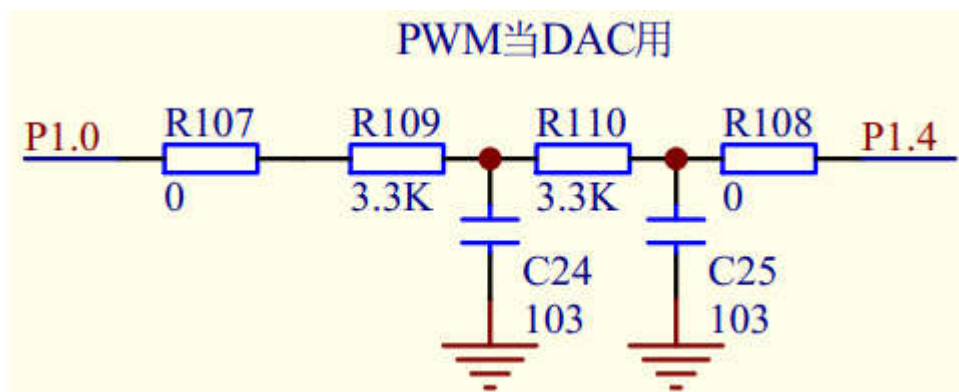 PWM当DAC用
P1.0 R107 R109 R110 R108 P1.4
0 3.3K 3.3K 0
C24 C25
103 103